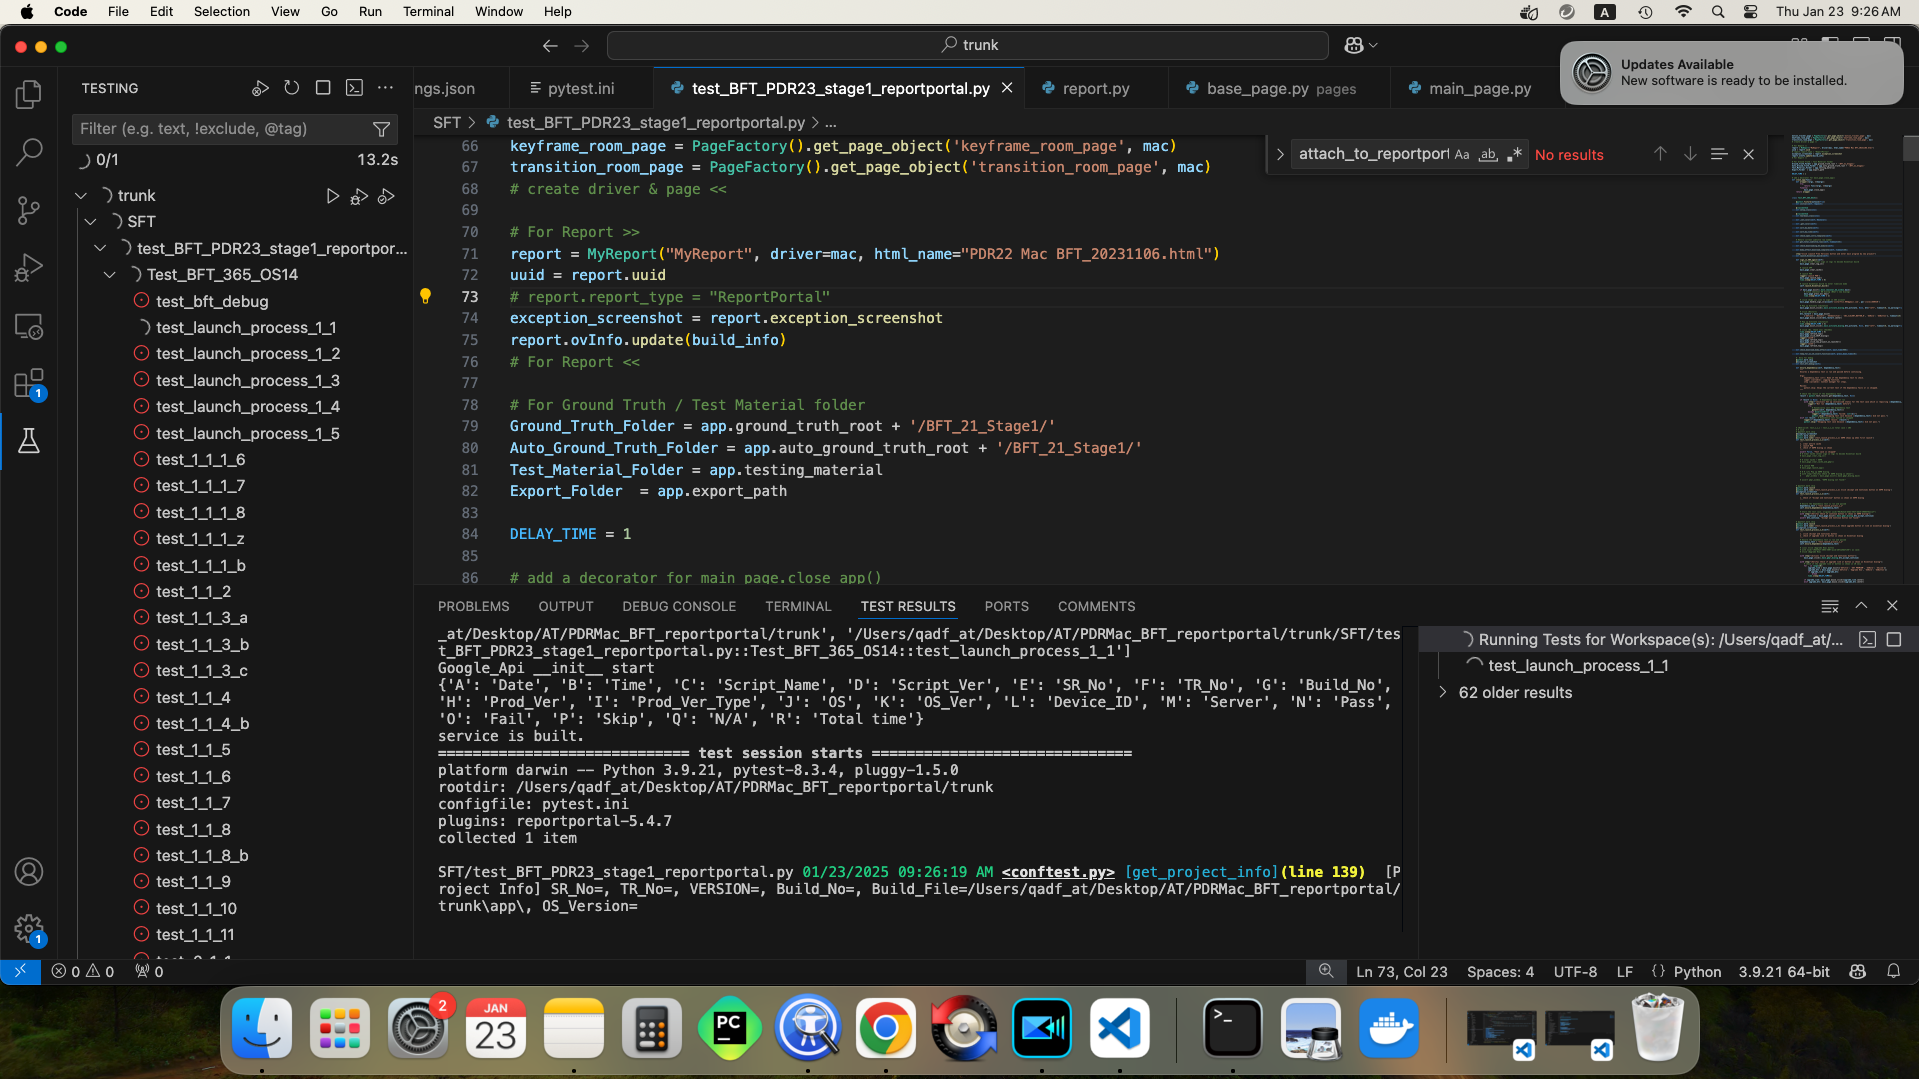 Code File Edit Selection View Go Run Terminal Window Help
A
Thu Jan 23 9:26 AM
trunk
Updates Available
New software is ready to be installed.
TESTING
Filter (e.g. text, !exclude, @tag)
0/1 13.2s
trunk
SFT
test_BFT_PDR23_stage1_reportpor...
Test_BFT_365_OS14
test_bft_debug
test_launch_process_1_1
test_launch_process_1_2
test_launch_process_1_3
test_launch_process_1_4
test_launch_process_1_5
test_1_1_1_6
test_1_1_1_7
test_1_1_1_8
test_1_1_1_z
test_1_1_1_b
test_1_1_2
test_1_1_3_a
test_1_1_3_b
test_1_1_3_c
test_1_1_4
test_1_1_4_b
test_1_1_5
test_1_1_6
test_1_1_7
test_1_1_8
test_1_1_8_b
test_1_1_9
test_1_1_10
test_1_1_11
1
1
ngs.json pytest.ini test_BFT_PDR23_stage1_reportportal.py report.py base_page.py pages main_page.py
SFT > test_BFT_PDR23_stage1_reportportal.py > ...
attach_to_reportport Aa ab .* No results
66 keyframe_room_page = PageFactory().get_page_object('keyframe_room_page', mac)
67 transition_room_page = PageFactory().get_page_object('transition_room_page', mac)
68 # create driver & page <<
69
70 # For Report >>
71 report = MyReport("MyReport", driver=mac, html_name="PDR22 Mac BFT_20231106.html")
72 uuid = report.uuid
73 # report.report_type = "ReportPortal"
74 exception_screenshot = report.exception_screenshot
75 report.ovInfo.update(build_info)
76 # For Report <<
77
78 # For Ground Truth / Test Material folder
79 Ground_Truth_Folder = app.ground_truth_root + '/BFT_21_Stage1/'
80 Auto_Ground_Truth_Folder = app.auto_ground_truth_root + '/BFT_21_Stage1/'
81 Test_Material_Folder = app.testing_material
82 Export_Folder  = app.export_path
83
84 DELAY_TIME = 1
85
86 # add a decorator for main_page.close_app()
PROBLEMS OUTPUT DEBUG CONSOLE TERMINAL TEST RESULTS PORTS COMMENTS
_at/Desktop/AT/PDRMac_BFT_reportportal/trunk', '/Users/qadf_at/Desktop/AT/PDRMac_BFT_reportportal/trunk/SFT/tes
t_BFT_PDR23_stage1_reportportal.py::Test_BFT_365_OS14::test_launch_process_1_1']
Google_Api __init__ start
{'A': 'Date', 'B': 'Time', 'C': 'Script_Name', 'D': 'Script_Ver', 'E': 'SR_No', 'F': 'TR_No', 'G': 'Build_No',
'H': 'Prod_Ver', 'I': 'Prod_Ver_Type', 'J': 'OS', 'K': 'OS_Ver', 'L': 'Device_ID', 'M': 'Server', 'N': 'Pass',
'O': 'Fail', 'P': 'Skip', 'Q': 'N/A', 'R': 'Total time'}
service is built.
============================= test session starts ==============================
platform darwin -- Python 3.9.21, pytest-8.3.4, pluggy-1.5.0
rootdir: /Users/qadf_at/Desktop/AT/PDRMac_BFT_reportportal/trunk
configfile: pytest.ini
plugins: reportportal-5.4.7
collected 1 item
SFT/test_BFT_PDR23_stage1_reportportal.py 01/23/2025 09:26:19 AM <conftest.py> [get_project_info](line 139)  [P
roject Info] SR_No=, TR_No=, VERSION=, Build_No=, Build_File=/Users/qadf_at/Desktop/AT/PDRMac_BFT_reportportal/
trunk\app\, OS_Version=
Running Tests for Workspace(s): /Users/qadf_at/...
test_launch_process_1_1
62 older results
0 0 0
Ln 73, Col 23 Spaces: 4 UTF-8 LF {} Python 3.9.21 64-bit
2
JAN
23
PC
>_